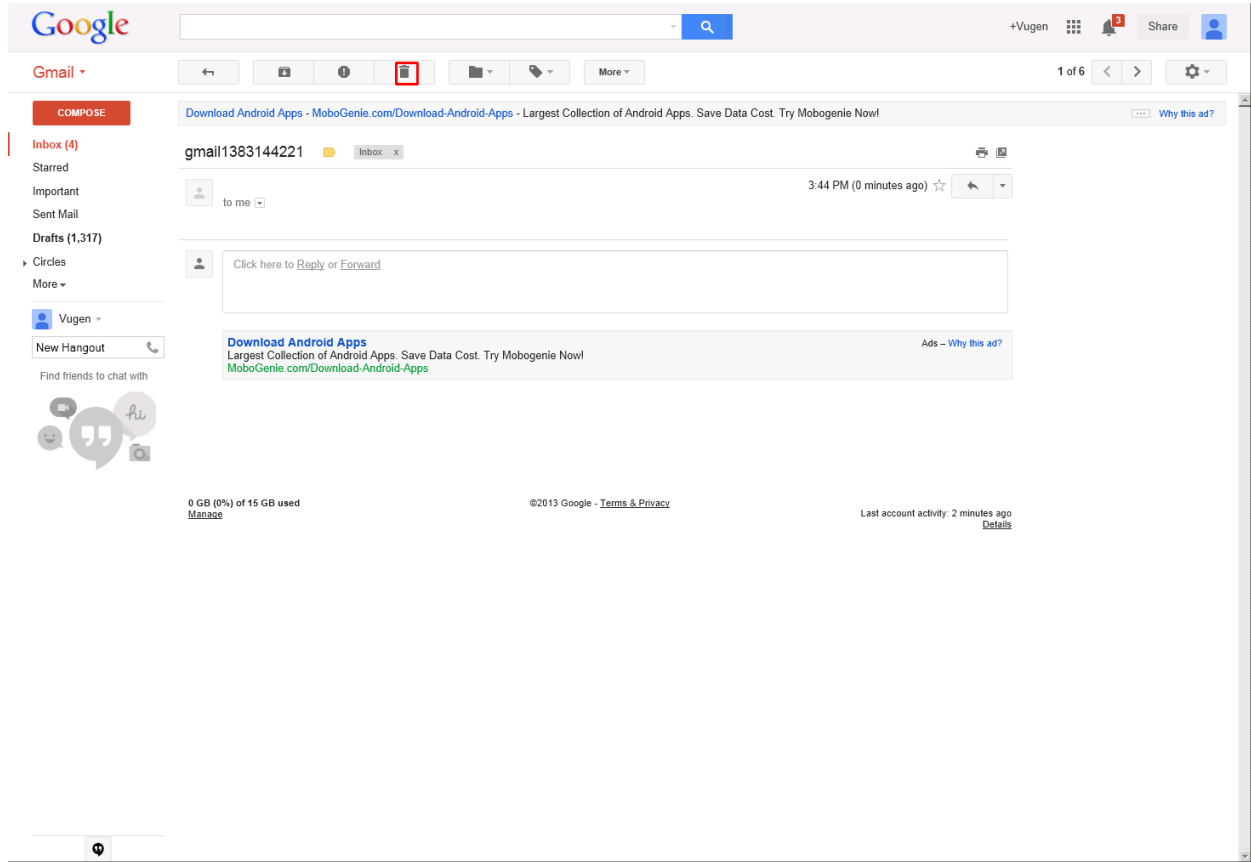 Google
+Vugen
3
Share
Gmail
More
1 of 6
COMPOSE
Download Android Apps - MoboGenie.com/Download-Android-Apps - Largest Collection of Android Apps. Save Data Cost. Try Mobogenie Now!
Why this ad?
Inbox (4)
Starred
Important
Sent Mail
Drafts (1,317)
Circles
More
Vugen
New Hangout
Find friends to chat with
hi
gmail1383144221
Inbox x
3:44 PM (0 minutes ago)
to me
Click here to Reply or Forward
Download Android Apps
Ads – Why this ad?
Largest Collection of Android Apps. Save Data Cost. Try Mobogenie Now!
MoboGenie.com/Download-Android-Apps
0 GB (0%) of 15 GB used
Manage
©2013 Google - Terms & Privacy
Last account activity: 2 minutes ago
Details